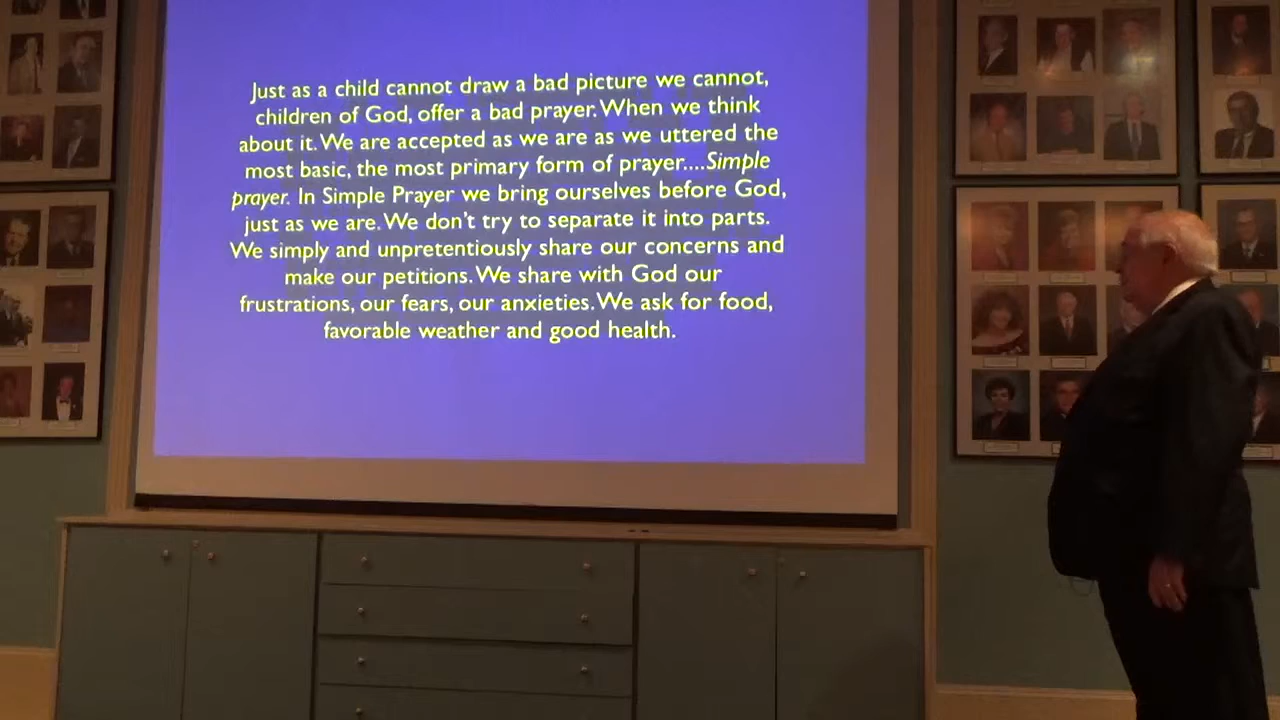 Just as a child cannot draw a bad picture we cannot,
children of God, offer a bad prayer. When we think
about it. We are accepted as we are as we uttered the
most basic, the most primary form of prayer....Simple
prayer. In Simple Prayer we bring ourselves before God,
just as we are. We don't try to separate it into parts.
We simply and unpretentiously share our concerns and
make our petitions. We share with God our
frustrations, our fears, our anxieties. We ask for food,
favorable weather and good health.